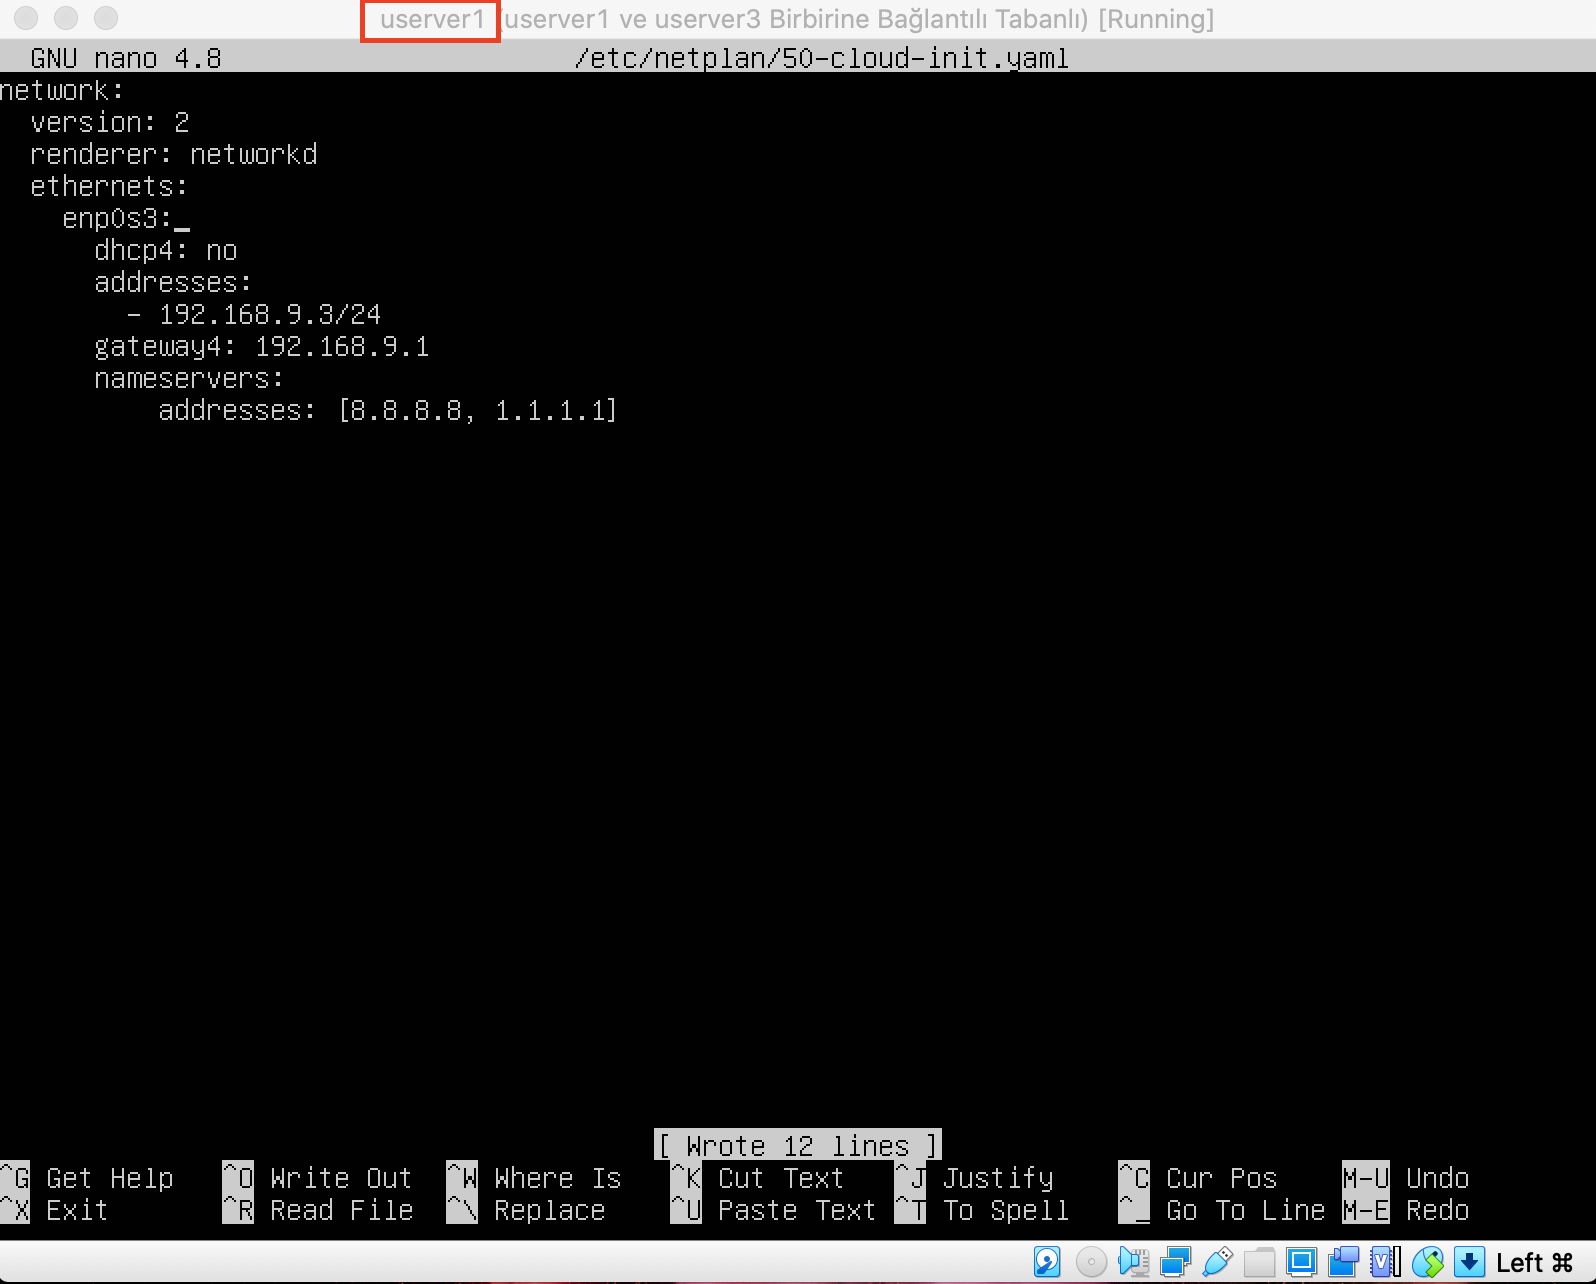 userver1 (userver1 ve userver3 Birbirine Bağlantılı Tabanlı) [Running]
GNU nano 4.8 /etc/netplan/50-cloud-init.yaml
network:
  version: 2
  renderer: networkd
  ethernets:
    enp0s3:_
      dhcp4: no
      addresses:
        - 192.168.9.3/24
      gateway4: 192.168.9.1
      nameservers:
          addresses: [8.8.8.8, 1.1.1.1]
[ Wrote 12 lines ]
^G Get Help ^O Write Out ^W Where Is ^K Cut Text ^J Justify ^C Cur Pos M-U Undo
^X Exit ^R Read File ^\ Replace ^U Paste Text ^T To Spell ^_ Go To Line M-E Redo
Left ⌘